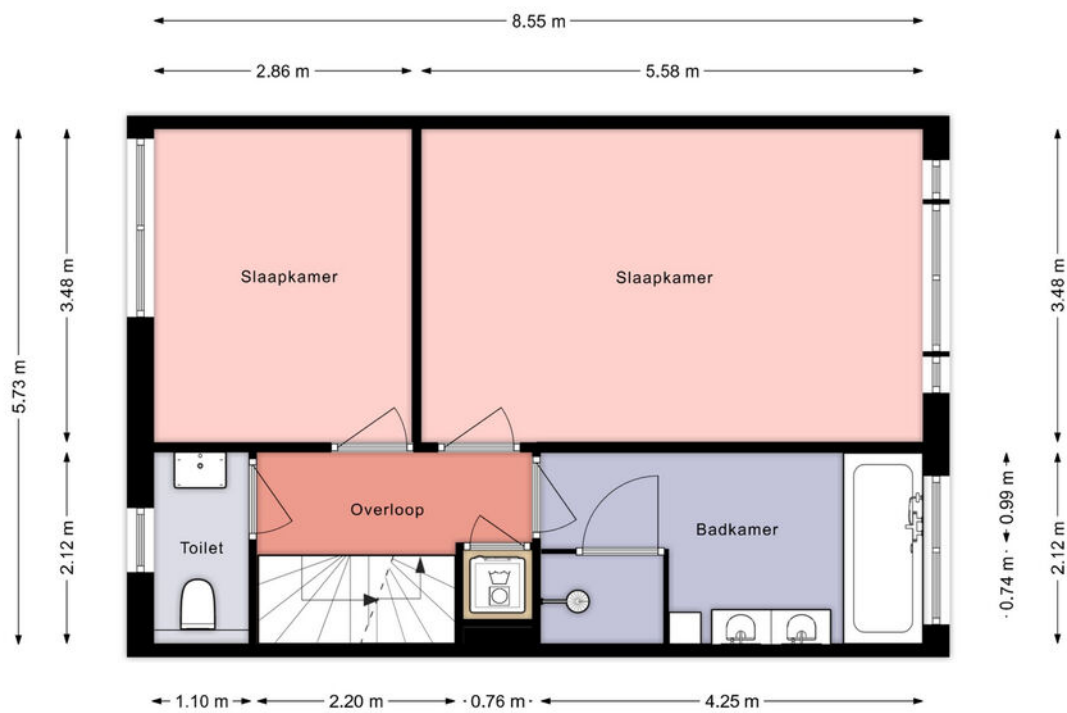 8.55 m
2.86 m
5.58 m
5.73 m
3.48 m
Slaapkamer
Slaapkamer
3.48 m
2.12 m
Toilet
Overloop
Badkamer
0.99 m
0.74 m
2.12 m
1.10 m
2.20 m
0.76 m
4.25 m